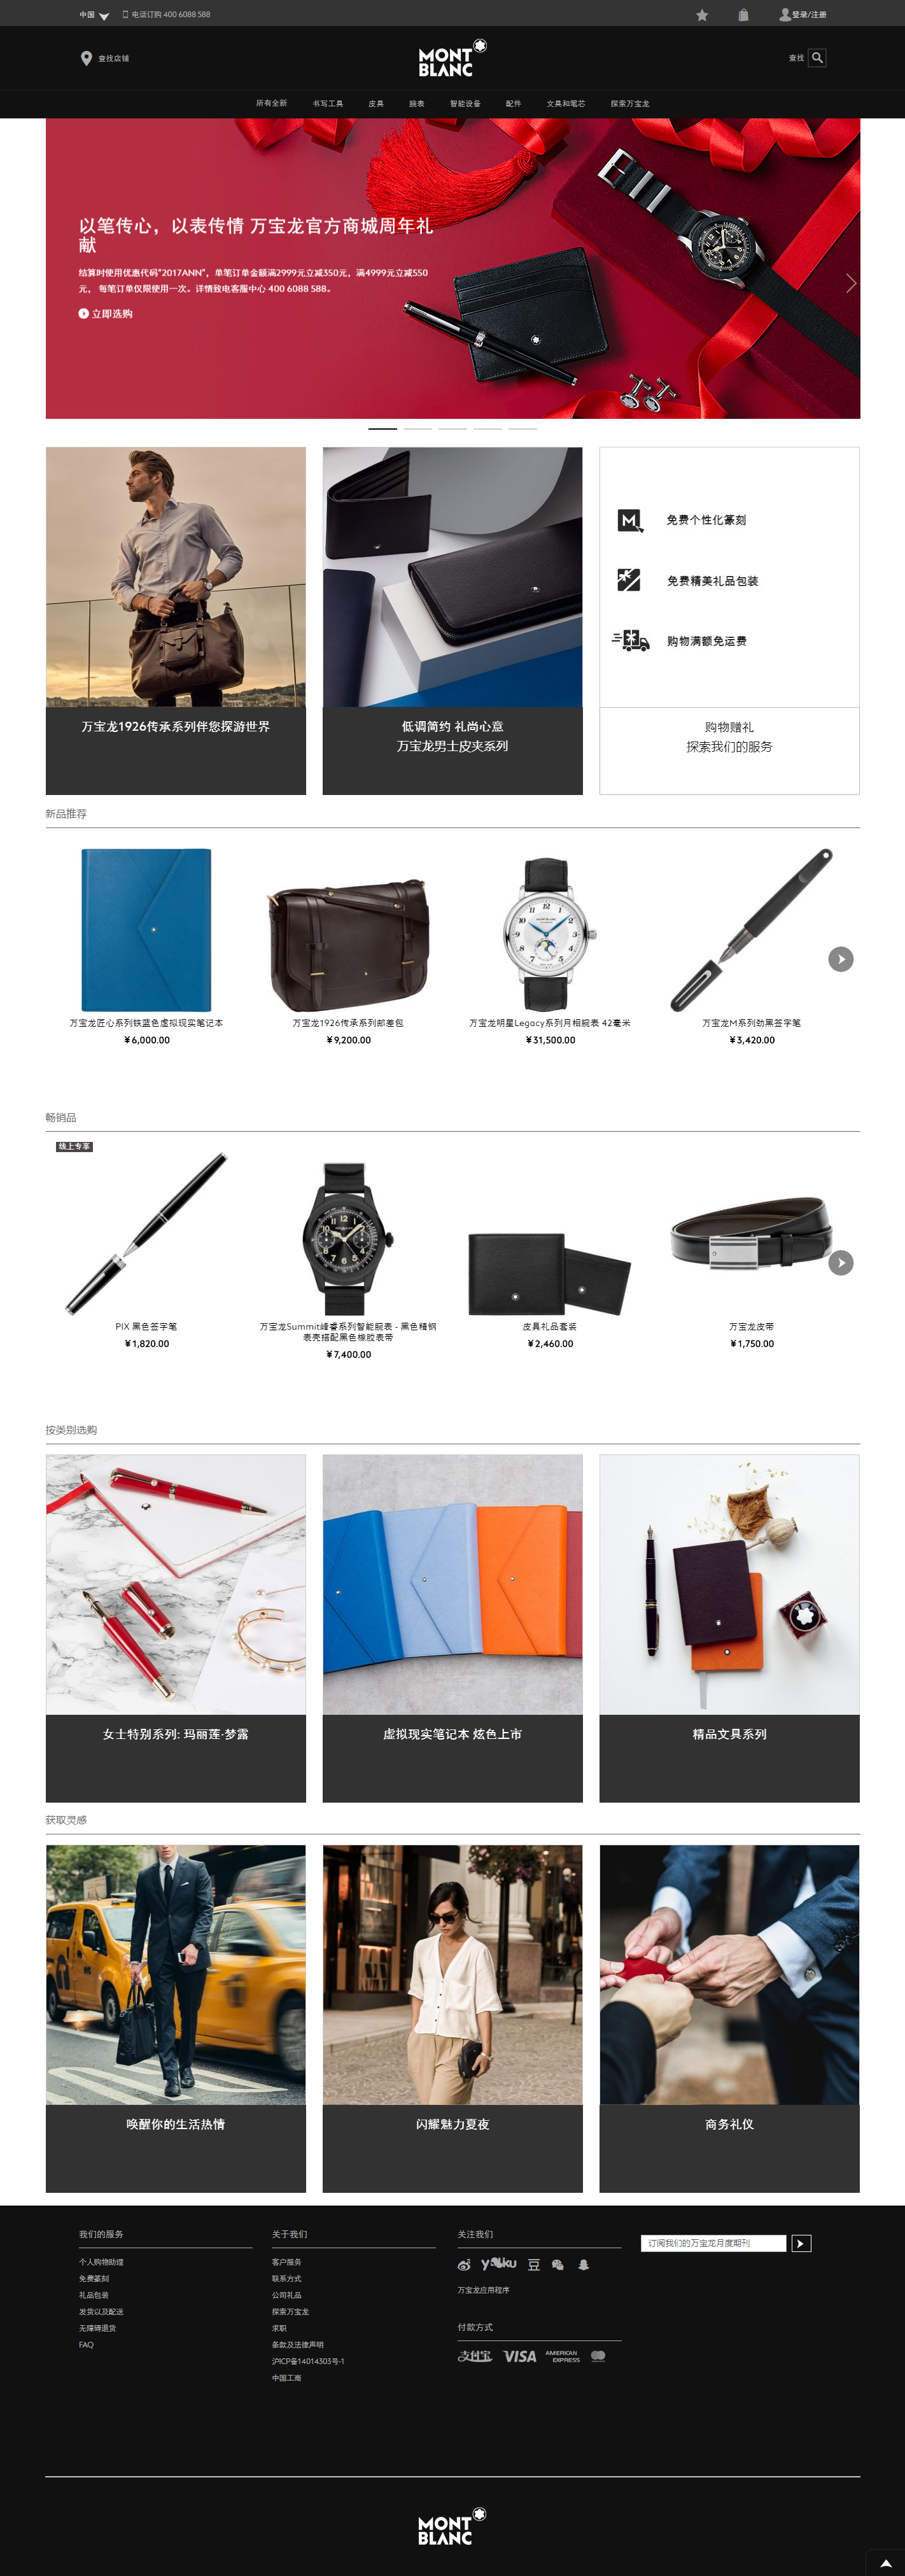 中国
电话订购 400 6088 588
登录/注册
查找店铺
MONT
BLANC
查找
所有全新
书写工具
皮具
腕表
智能设备
配件
文具和笔芯
探索万宝龙
以笔传心，以表传情 万宝龙官方商城周年礼
献
结算时使用优惠代码“2017ANN”，单笔订单金额满2999元立减350元，满4999元立减550
元， 每笔订单仅限使用一次。详情致电客服中心 400 6088 588。
立即选购
免费个性化篆刻
免费精美礼品包装
购物满额免运费
万宝龙1926传承系列伴您探游世界
低调简约 礼尚心意
万宝龙男士皮夹系列
购物赠礼
探索我们的服务
新品推荐
万宝龙匠心系列铁蓝色虚拟现实笔记本
¥6,000.00
万宝龙1926传承系列邮差包
¥9,200.00
万宝龙明星Legacy系列月相腕表 42毫米
¥31,500.00
万宝龙M系列劲黑签字笔
¥3,420.00
畅销品
线上专享
PIX 黑色签字笔
¥1,820.00
万宝龙Summit峰睿系列智能腕表 - 黑色精钢
表壳搭配黑色橡胶表带
¥7,400.00
皮具礼品套装
¥2,460.00
万宝龙皮带
¥1,750.00
按类别选购
女士特别系列: 玛丽莲·梦露
虚拟现实笔记本 炫色上市
精品文具系列
获取灵感
唤醒你的生活热情
闪耀魅力夏夜
商务礼仪
我们的服务
个人购物助理
免费篆刻
礼品包装
发货以及配送
无障碍退货
FAQ
关于我们
客户服务
联系方式
公司礼品
探索万宝龙
求职
条款及法律声明
沪ICP备14014303号-1
中国工商
关注我们
youku
豆
万宝龙应用程序
付款方式
支付宝
VISA
AMERICAN
EXPRESS
订阅我们的万宝龙月度期刊
MONT
BLANC